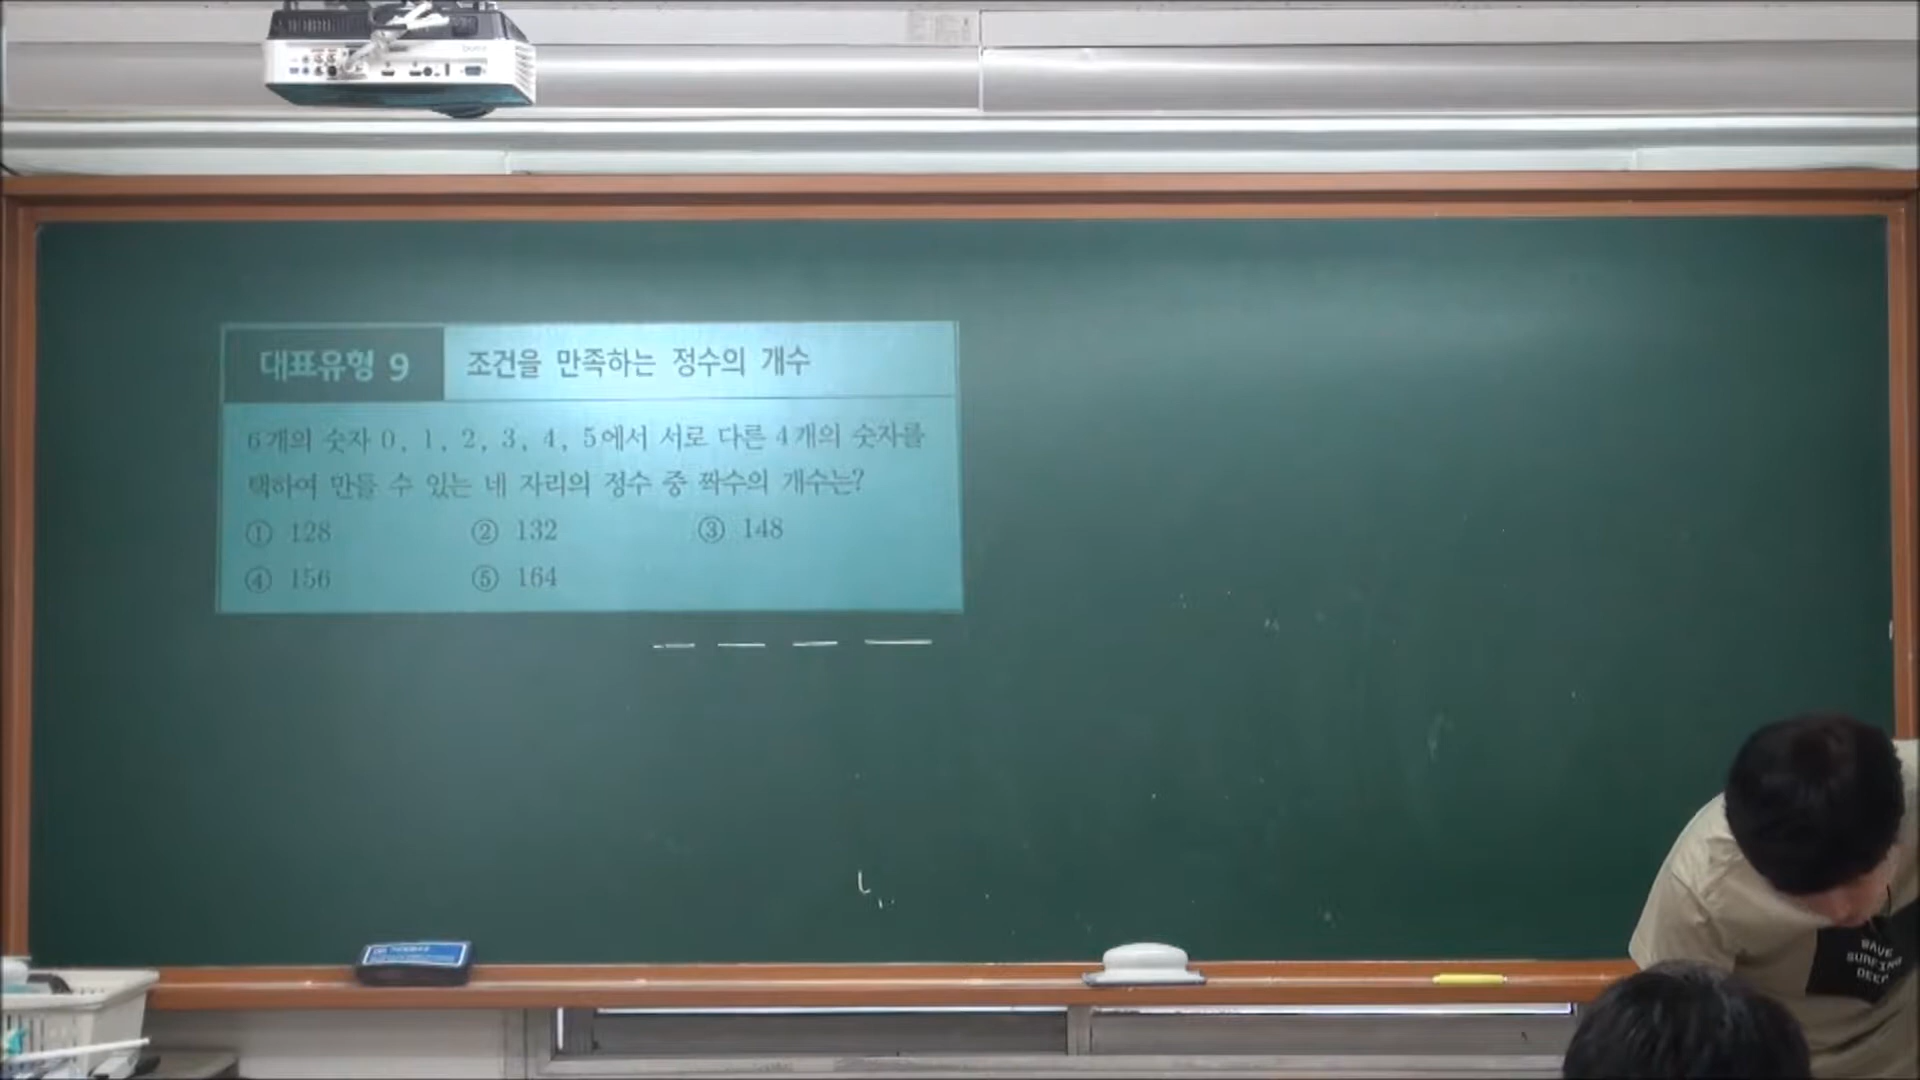 대표유형 9 조건을 만족하는 정수의 개수
6개의 숫자 0, 1, 2, 3, 4, 5에서 서로 다른 4개의 숫자를
택하여 만들 수 있는 네 자리의 정수 중 짝수의 개수는?
① 128 ② 132 ③ 148
④ 156 ⑤ 164